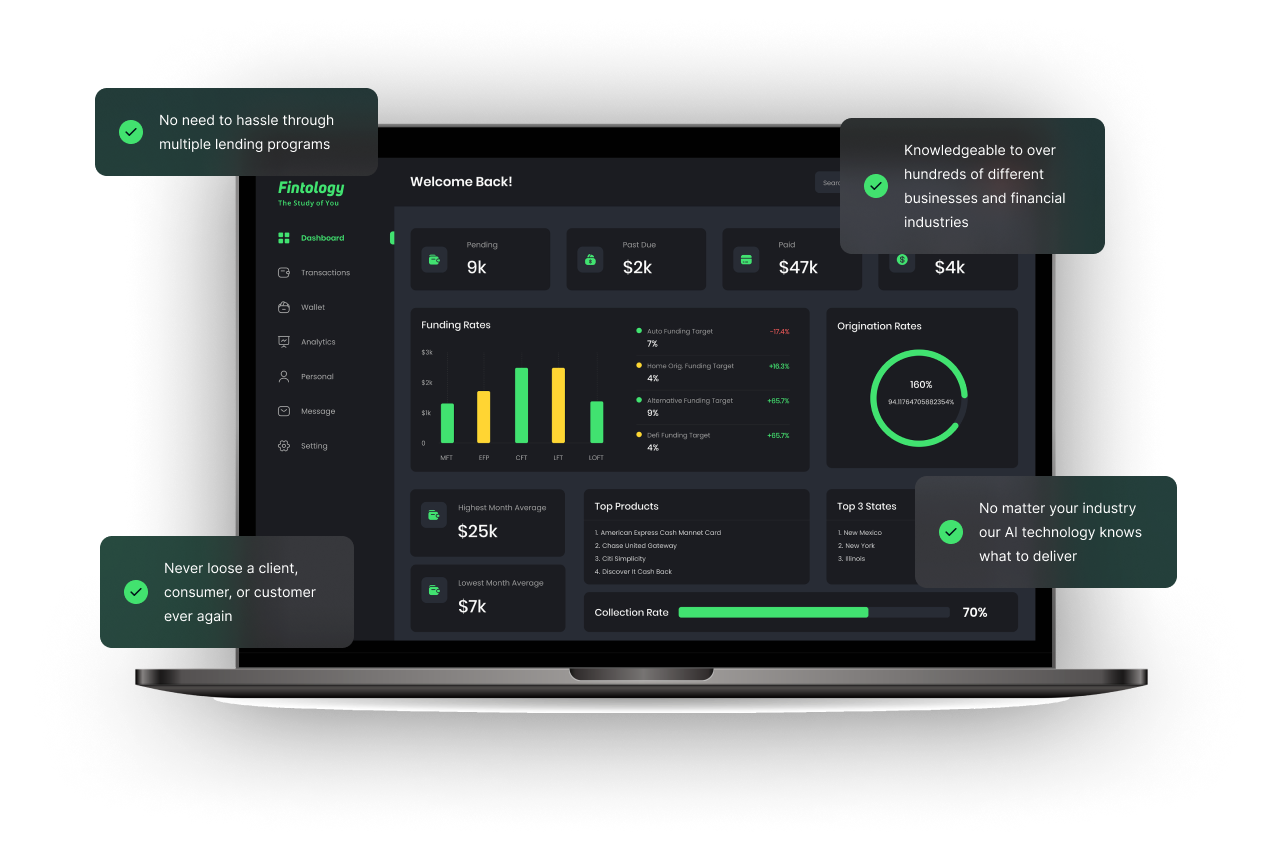 No need to hassle through
multiple lending programs
Knowledgeable to over
hundreds of different
businesses and financial
industries
Fintology
The Study of You
Dashboard
Transactions
Wallet
Analytics
Personal
Message
Setting
Welcome Back!
Pending
9k
Past Due
$2k
Paid
$47k
$4k
Funding Rates
$3k
$2k
$1k
0
MFT
EFP
CFT
LFT
LOFT
Auto Funding Target
-17.4%
7%
Home Orig. Funding Target
+16.3%
4%
Alternative Funding Target
+65.7%
9%
Defi Funding Target
+65.7%
4%
Origination Rates
160%
94.117647058823​54%
Highest Month Average
$25k
Lowest Month Average
$7k
Top Products
1. American Express Cash Mannet Card
2. Chase United Gateway
3. Citi Simplicity
4. Discover It Cash Back
Top 3 States
1. New Mexico
2. New York
3. Illinois
Collection Rate
70%
No matter your industry
our AI technology knows
what to deliver
Never loose a client,
consumer, or customer
ever again